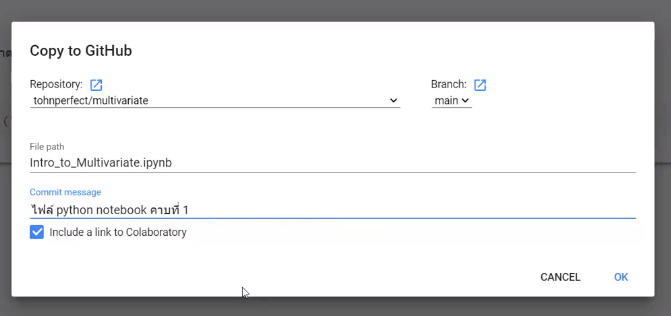 Copy to GitHub
Repository: Branch:
tohnperfect/multivariate main
File path
Intro_to_Multivariate.ipynb
Commit message
ไฟล์ python notebook คาบที่ 1
Include a link to Colaboratory
CANCEL OK